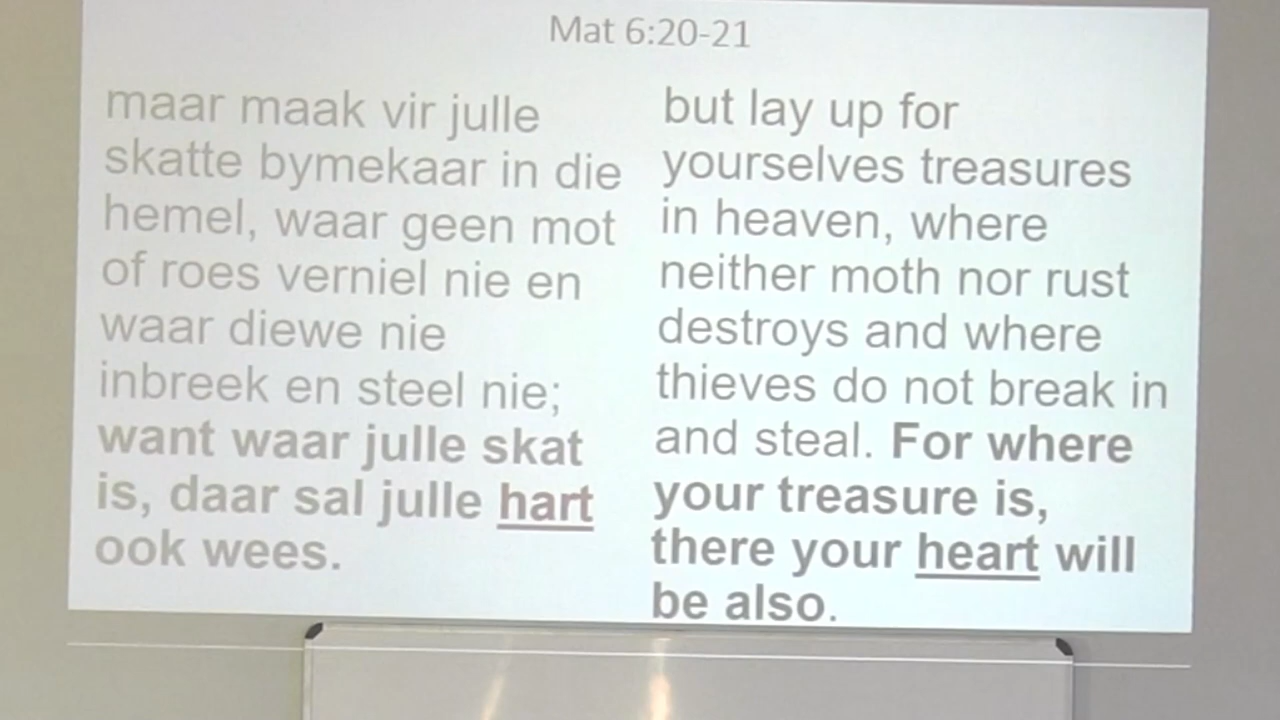 Mat 6:20-21
maar maak vir julle
skatte bymekaar in die
hemel, waar geen mot
of roes verniel nie en
waar diewe nie
inbreek en steel nie;
want waar julle skat
is, daar sal julle hart
ook wees.
but lay up for
yourselves treasures
in heaven, where
neither moth nor rust
destroys and where
thieves do not break in
and steal. For where
your treasure is,
there your heart will
be also.